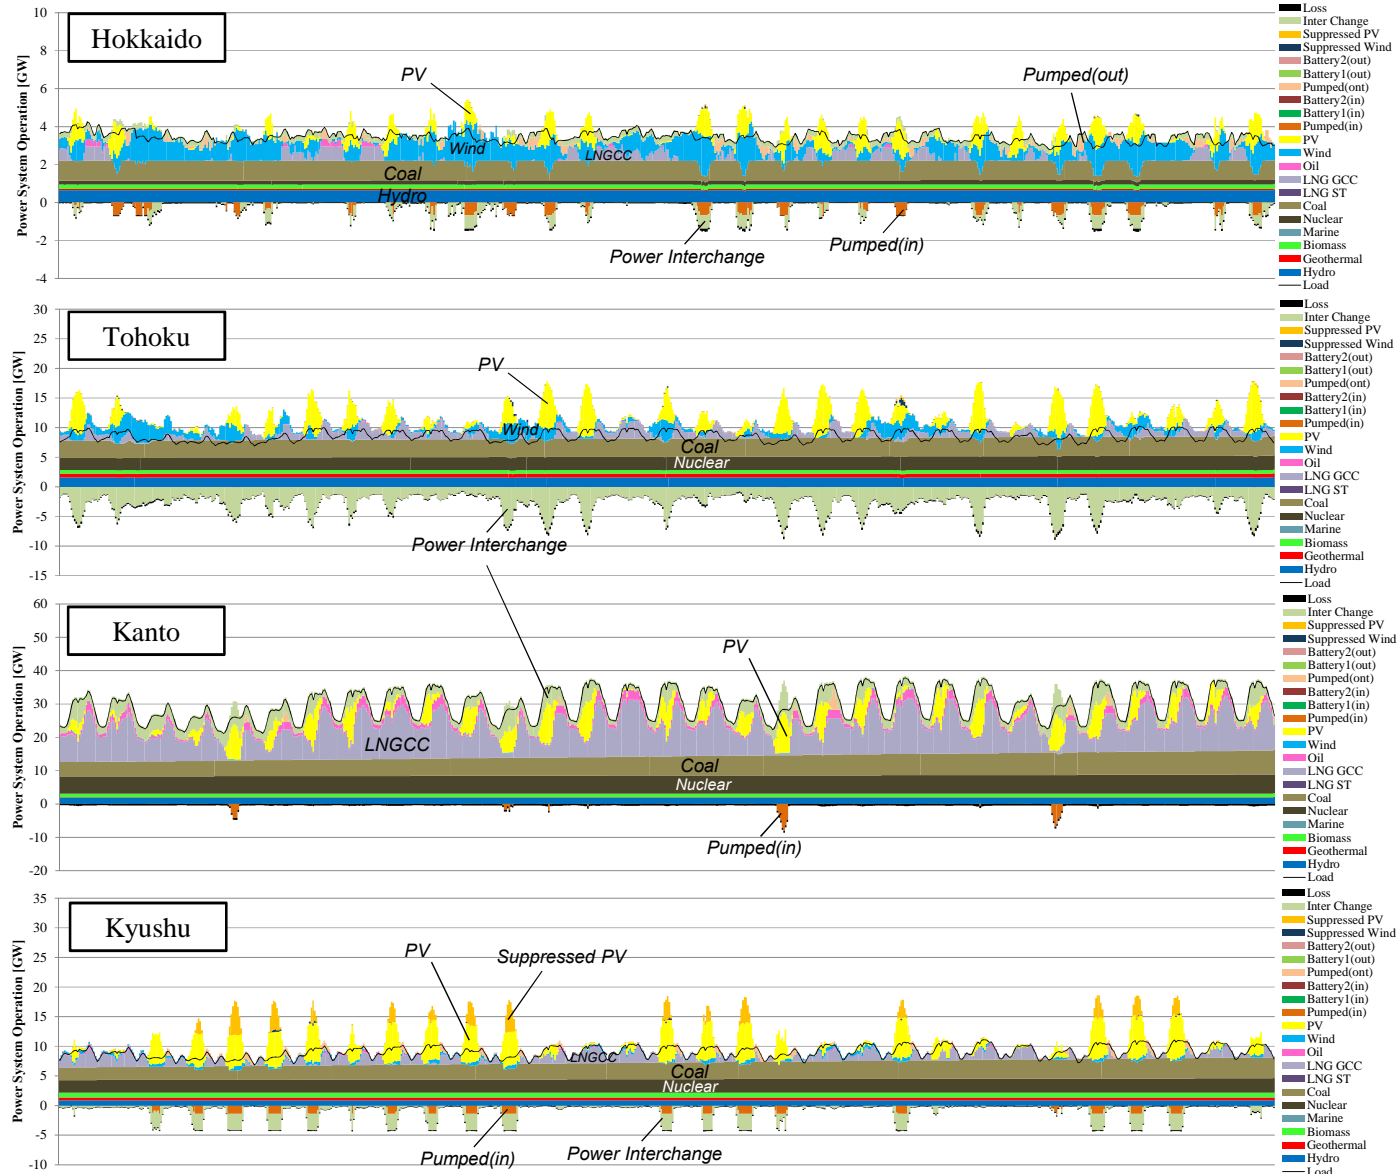 Hokkaido
Power System Operation [GW]
10
8
6
4
2
0
-2
-4
PV
Pumped(out)
Wind
LNGCC
Coal
Hydro
Power Interchange
Pumped(in)
Loss
Inter Change
Suppressed PV
Suppressed Wind
Battery2(out)
Battery1(out)
Pumped(ont)
Battery2(in)
Battery1(in)
Pumped(in)
PV
Wind
Oil
LNG GCC
LNG ST
Coal
Nuclear
Marine
Biomass
Geothermal
Hydro
Load
Tohoku
Power System Operation [GW]
30
25
20
15
10
5
0
-5
-10
-15
PV
Wind
Coal
Nuclear
Power Interchange
Loss
Inter Change
Suppressed PV
Suppressed Wind
Battery2(out)
Battery1(out)
Pumped(ont)
Battery2(in)
Battery1(in)
Pumped(in)
PV
Wind
Oil
LNG GCC
LNG ST
Coal
Nuclear
Marine
Biomass
Geothermal
Hydro
Load
Kanto
Power System Operation [GW]
60
50
40
30
20
10
0
-10
-20
PV
LNGCC
Coal
Nuclear
Pumped(in)
Loss
Inter Change
Suppressed PV
Suppressed Wind
Battery2(out)
Battery1(out)
Pumped(ont)
Battery2(in)
Battery1(in)
Pumped(in)
PV
Wind
Oil
LNG GCC
LNG ST
Coal
Nuclear
Marine
Biomass
Geothermal
Hydro
Load
Kyushu
Power System Operation [GW]
35
30
25
20
15
10
5
0
-5
-10
PV
Suppressed PV
LNGCC
Coal
Nuclear
Pumped(in)
Power Interchange
Loss
Inter Change
Suppressed PV
Suppressed Wind
Battery2(out)
Battery1(out)
Pumped(ont)
Battery2(in)
Battery1(in)
Pumped(in)
PV
Wind
Oil
LNG GCC
LNG ST
Coal
Nuclear
Marine
Biomass
Geothermal
Hydro
Load